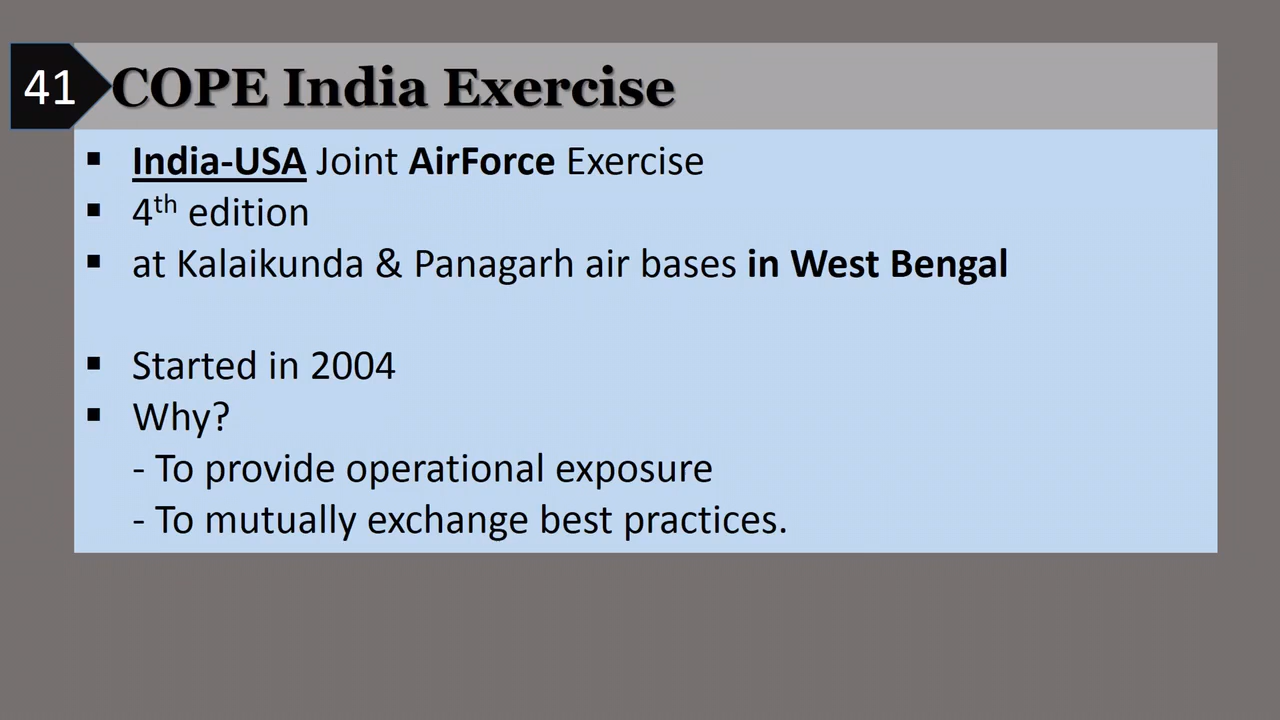 41
COPE India Exercise
▪ India-USA Joint AirForce Exercise
▪ 4th edition
▪ at Kalaikunda & Panagarh air bases in West Bengal
▪ Started in 2004
▪ Why?
- To provide operational exposure
- To mutually exchange best practices.